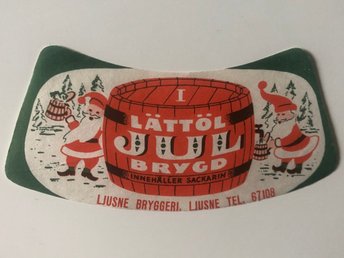 I
LÄTTÖL
JUL
BRYGD
INNEHÅLLER SACKARIN
LJUSNE BRYGGERI, LJUSNE TEL. 67108